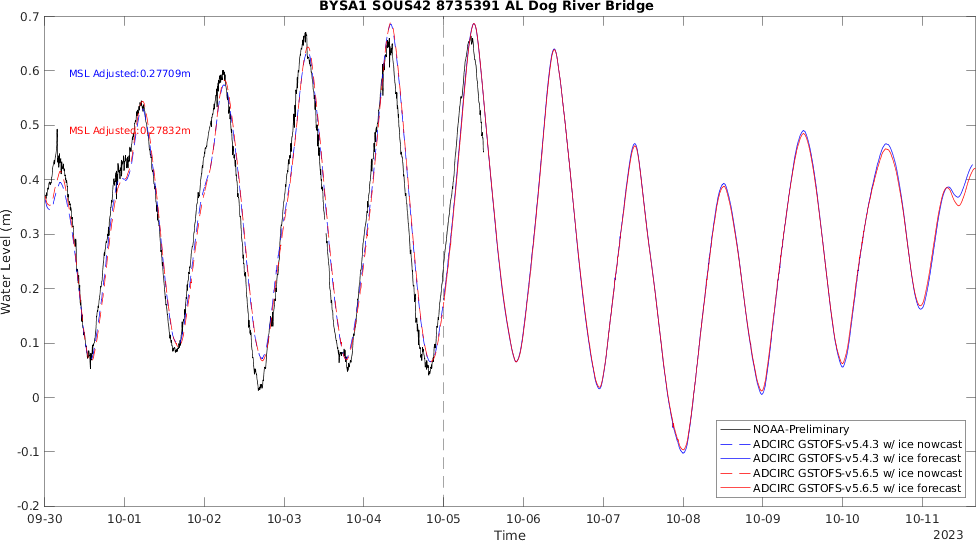 BYSA1 SOUS42 8735391 AL Dog River Bridge
0.7
0.6
0.5
0.4
0.3
0.2
0.1
0
-0.1
-0.2
Water Level (m)
MSL Adjusted:0.27709m
MSL Adjusted:0.27832m
NOAA-Preliminary
ADCIRC GSTOFS-v5.4.3 w/ ice nowcast
ADCIRC GSTOFS-v5.4.3 w/ ice forecast
ADCIRC GSTOFS-v5.6.5 w/ ice nowcast
ADCIRC GSTOFS-v5.6.5 w/ ice forecast
09-30 10-01 10-02 10-03 10-04 10-05 10-06 10-07 10-08 10-09 10-10 10-11
Time
2023